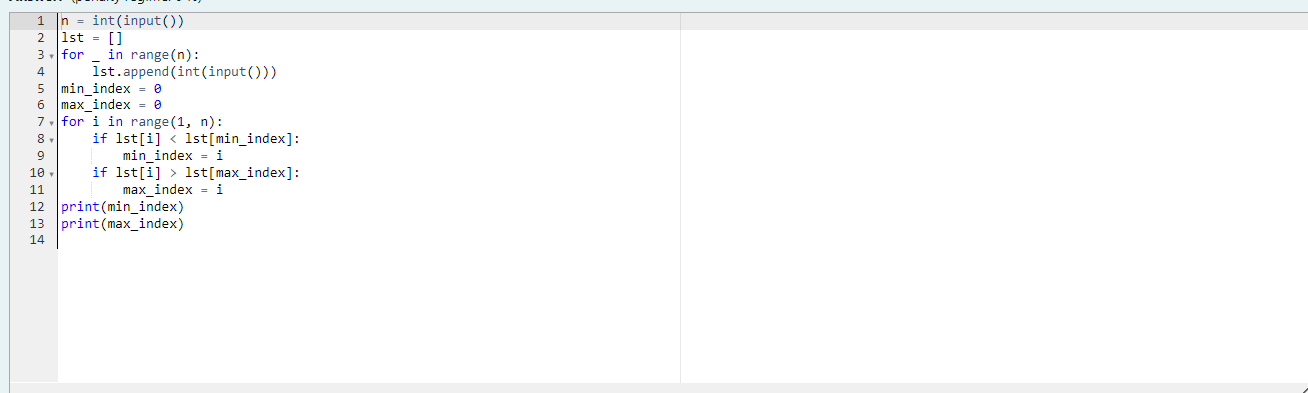 1 n = int(input())
2 lst = []
3 for _ in range(n):
4     lst.append(int(input()))
5 min_index = 0
6 max_index = 0
7 for i in range(1, n):
8     if lst[i] < lst[min_index]:
9         min_index = i
10     if lst[i] > lst[max_index]:
11         max_index = i
12 print(min_index)
13 print(max_index)
14